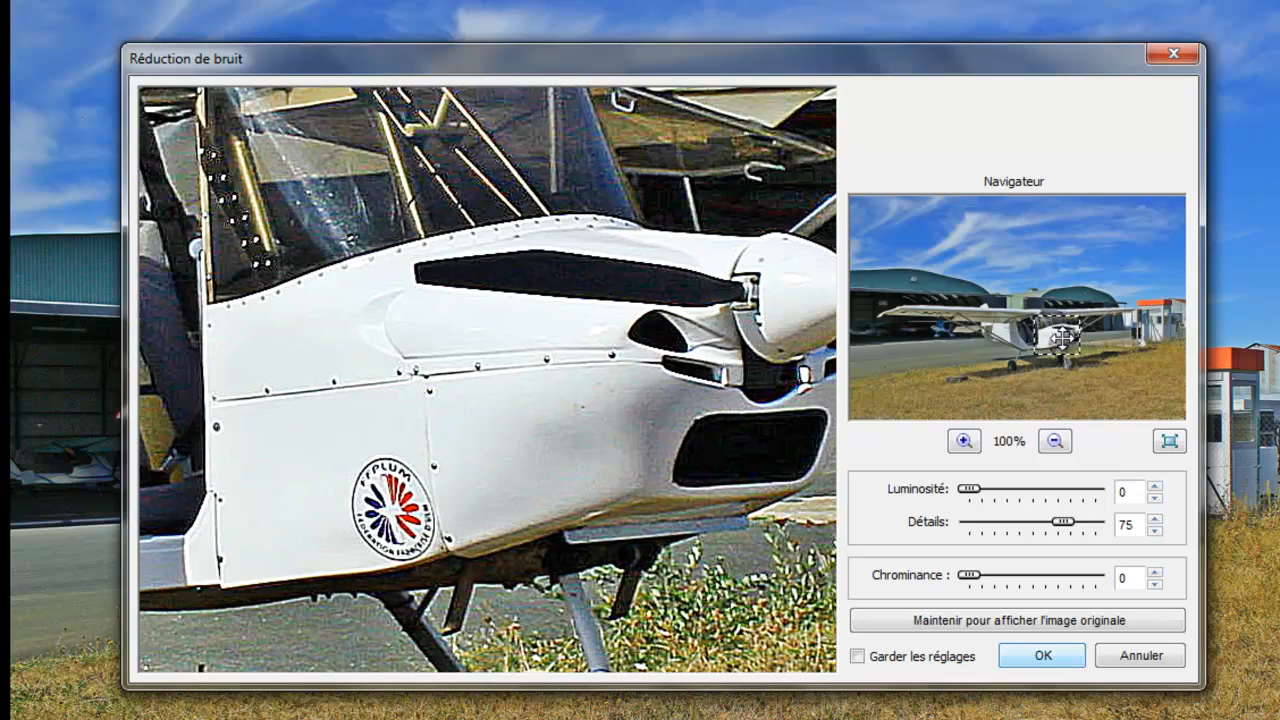 Réduction de bruit
Navigateur
100%
Luminosité: 0
Détails: 75
Chrominance : 0
Maintenir pour afficher l'image originale
Garder les réglages
OK
Annuler
FFPLUM